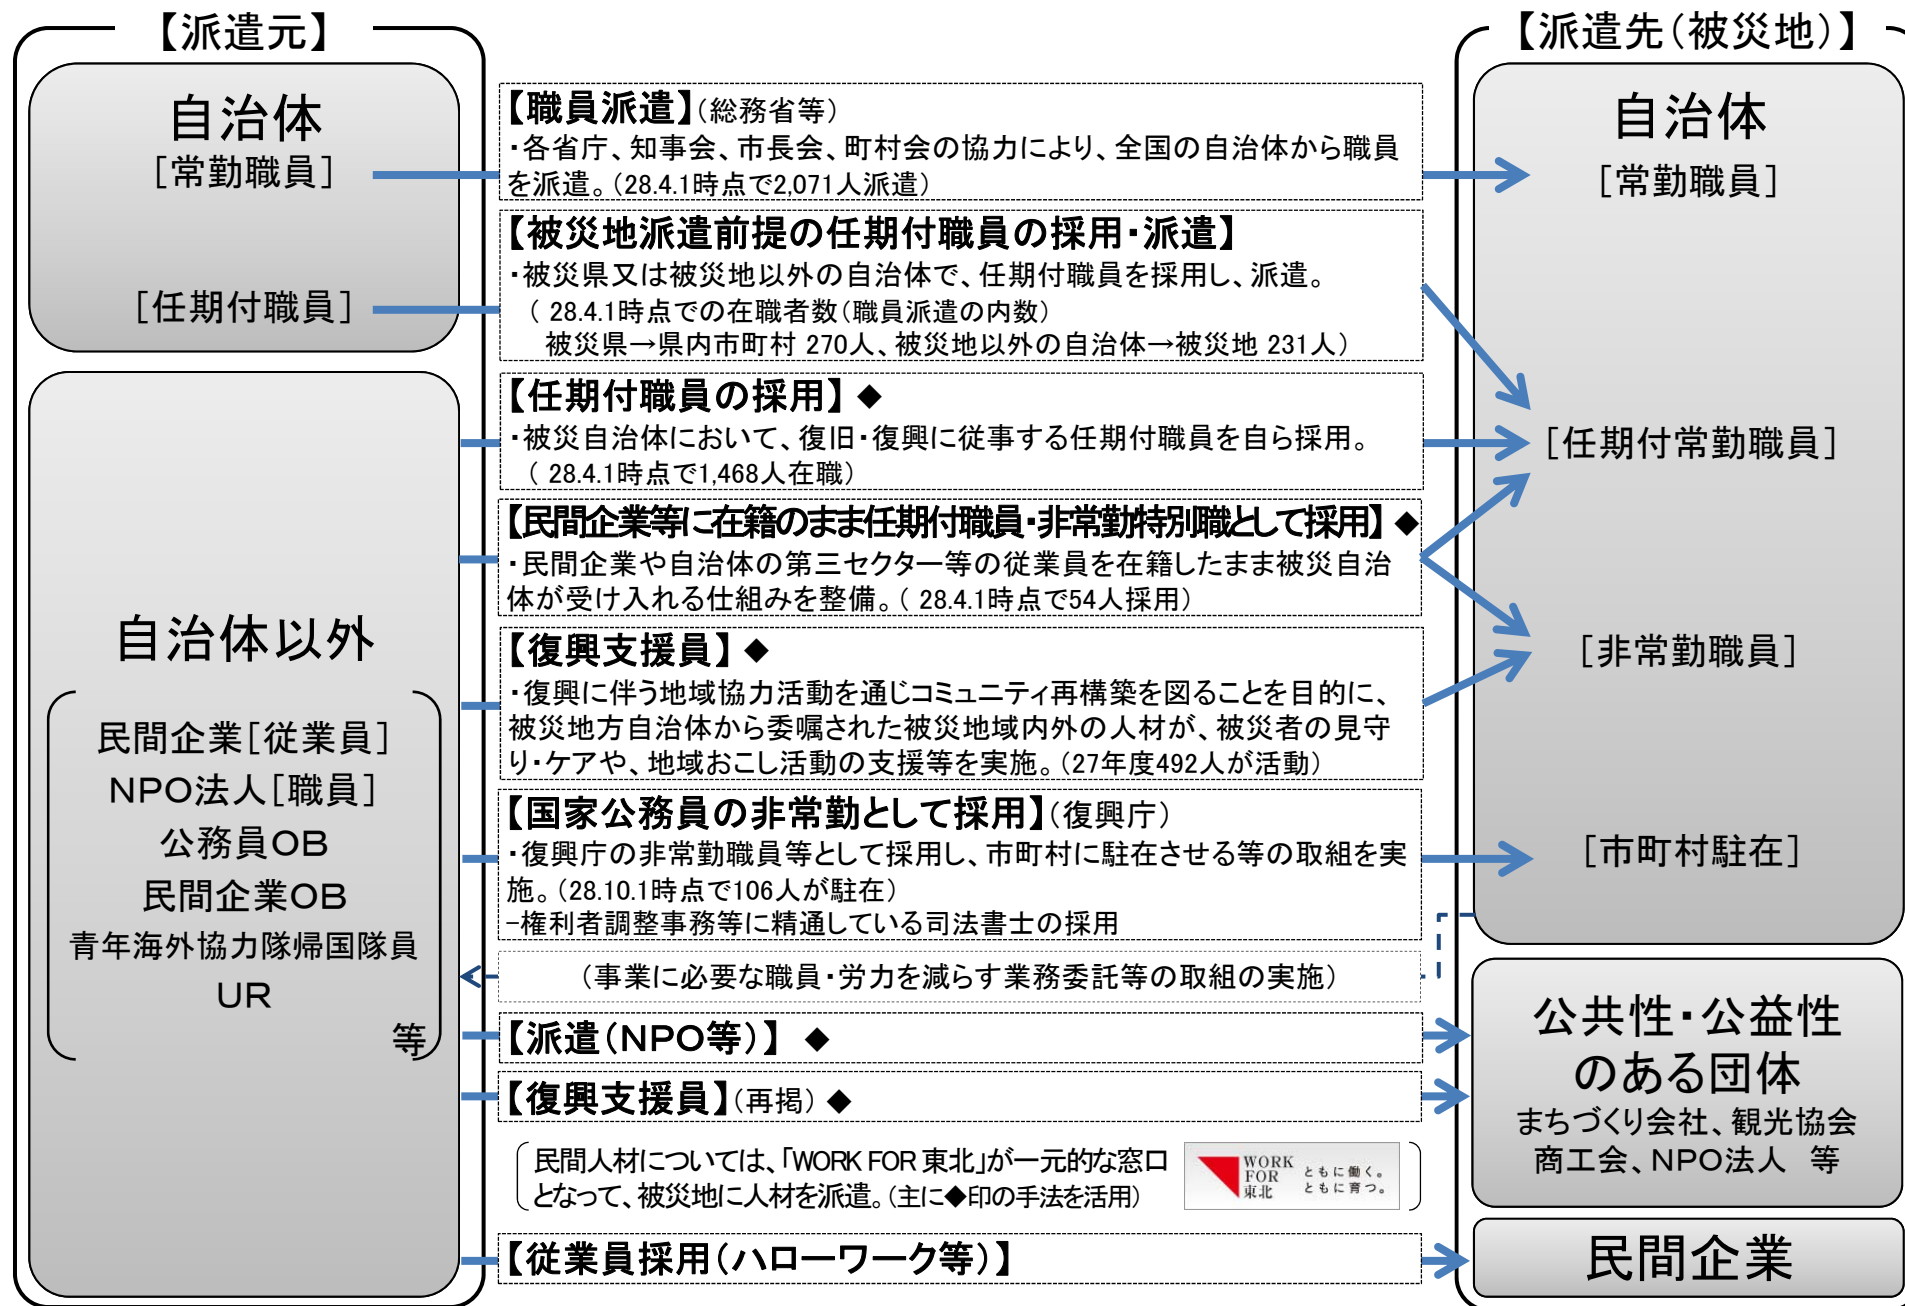 【派遣元】
自治体
［常勤職員］
［任期付職員］
自治体以外
民間企業［従業員］
NPO法人［職員］
公務員OB
民間企業OB
青年海外協力隊帰国隊員
UR
等
【職員派遣】（総務省等）
・各省庁、知事会、市長会、町村会の協力により、全国の自治体から職員
を派遣。（28.4.1時点で2,071人派遣）
【被災地派遣前提の任期付職員の採用・派遣】
・被災県又は被災地以外の自治体で、任期付職員を採用し、派遣。
（ 28.4.1時点での在職者数（職員派遣の内数）
被災県→県内市町村 270人、被災地以外の自治体→被災地 231人）
【任期付職員の採用】◆
・被災自治体において、復旧・復興に従事する任期付職員を自ら採用。
（ 28.4.1時点で1,468人在職）
【民間企業等に在籍のまま任期付職員・非常勤特別職として採用】◆
・民間企業や自治体の第三セクター等の従業員を在籍したまま被災自治
体が受け入れる仕組みを整備。（ 28.4.1時点で54人採用）
【復興支援員】◆
・復興に伴う地域協力活動を通じコミュニティ再構築を図ることを目的に、
被災地方自治体から委嘱された被災地域内外の人材が、被災者の見守
り・ケアや、地域おこし活動の支援等を実施。（27年度492人が活動）
【国家公務員の非常勤として採用】（復興庁）
・復興庁の非常勤職員等として採用し、市町村に駐在させる等の取組を実
施。（28.10.1時点で106人が駐在）
−権利者調整事務等に精通している司法書士の採用
（事業に必要な職員・労力を減らす業務委託等の取組の実施）
【派遣（NPO等）】 ◆
【復興支援員】（再掲）◆
民間人材については、「WORK FOR 東北」が一元的な窓口
となって、被災地に人材を派遣。（主に◆印の手法を活用）
WORK
FOR
東北
ともに働く。
ともに育つ。
【従業員採用（ハローワーク等）】
【派遣先（被災地）】
自治体
［常勤職員］
［任期付常勤職員］
［非常勤職員］
［市町村駐在］
公共性・公益性
のある団体
まちづくり会社、観光協会
商工会、NPO法人 等
民間企業